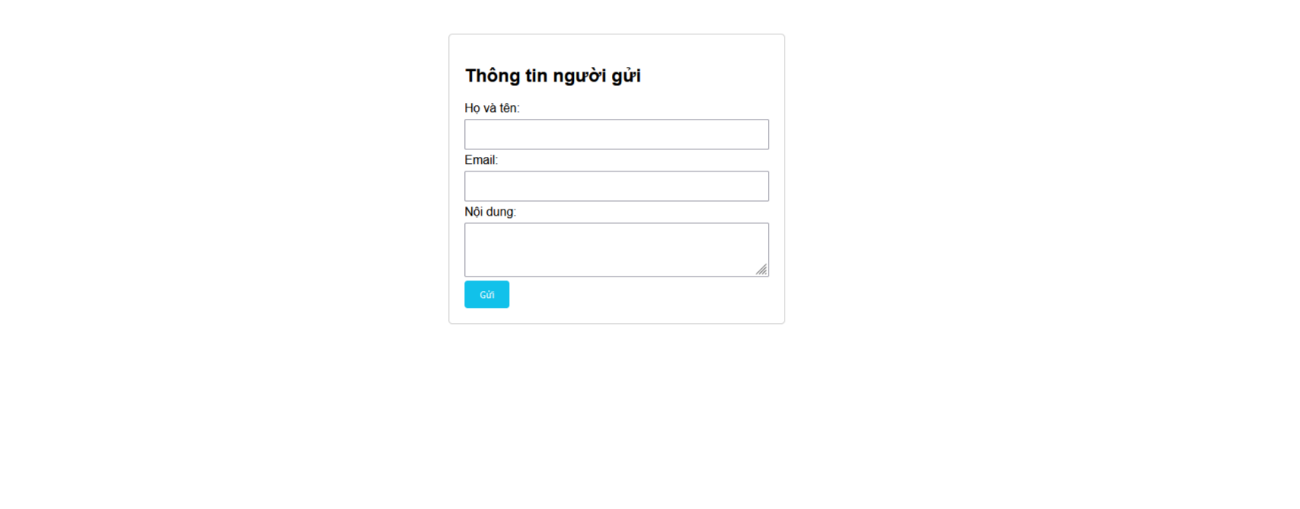 Thông tin người gửi
Họ và tên:
Email:
Nội dung:
Gửi